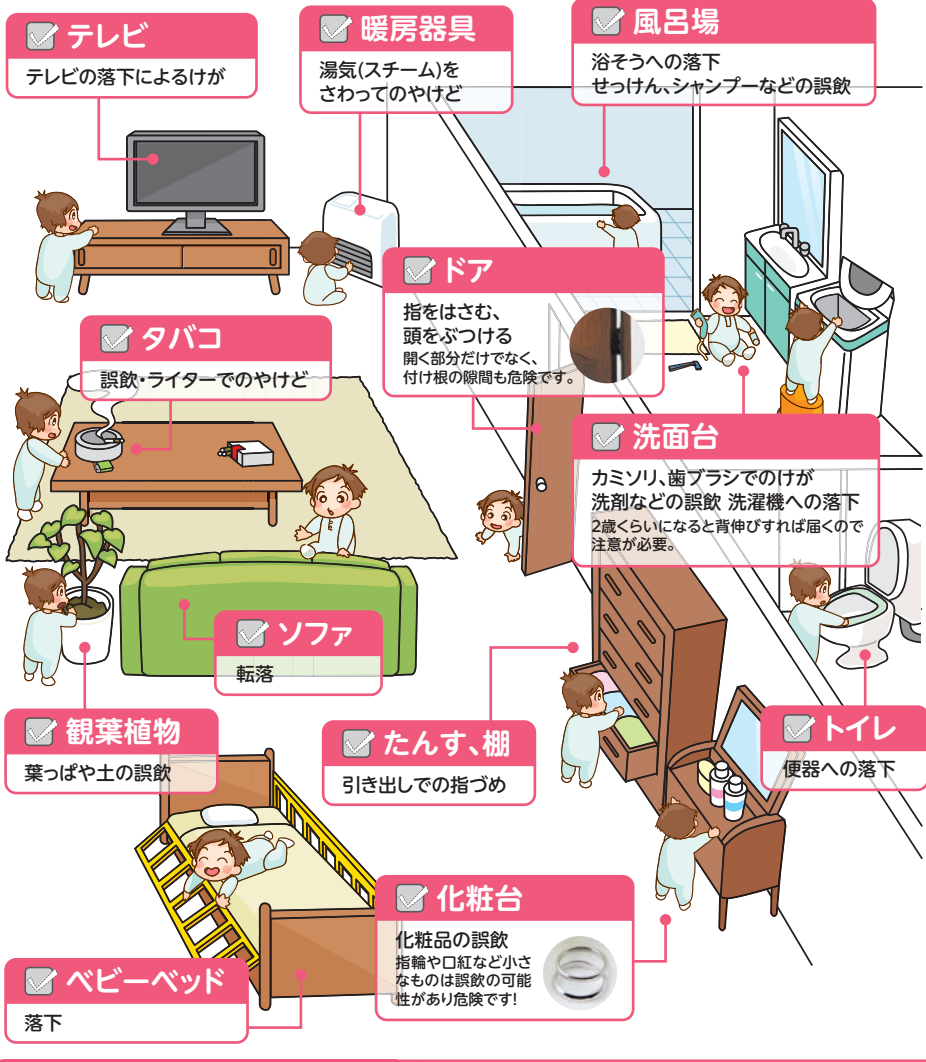 テレビ
テレビの落下によるけが
暖房器具
湯気(スチーム)を
さわってのやけど
風呂場
浴そうへの落下
せっけん、シャンプーなどの誤飲
ドア
指をはさむ、
頭をぶつける
開く部分だけでなく、
付け根の隙間も危険です。
タバコ
誤飲・ライターでのやけど
洗面台
カミソリ、歯ブラシでのけが
洗剤などの誤飲 洗濯機への落下
2歳くらいになると背伸びすれば届くので
注意が必要。
ソファ
転落
観葉植物
葉っぱや土の誤飲
たんす、棚
引き出しでの指づめ
トイレ
便器への落下
化粧台
化粧品の誤飲
指輪や口紅など小さ
なものは誤飲の可能
性があり危険です!
ベビーベッド
落下